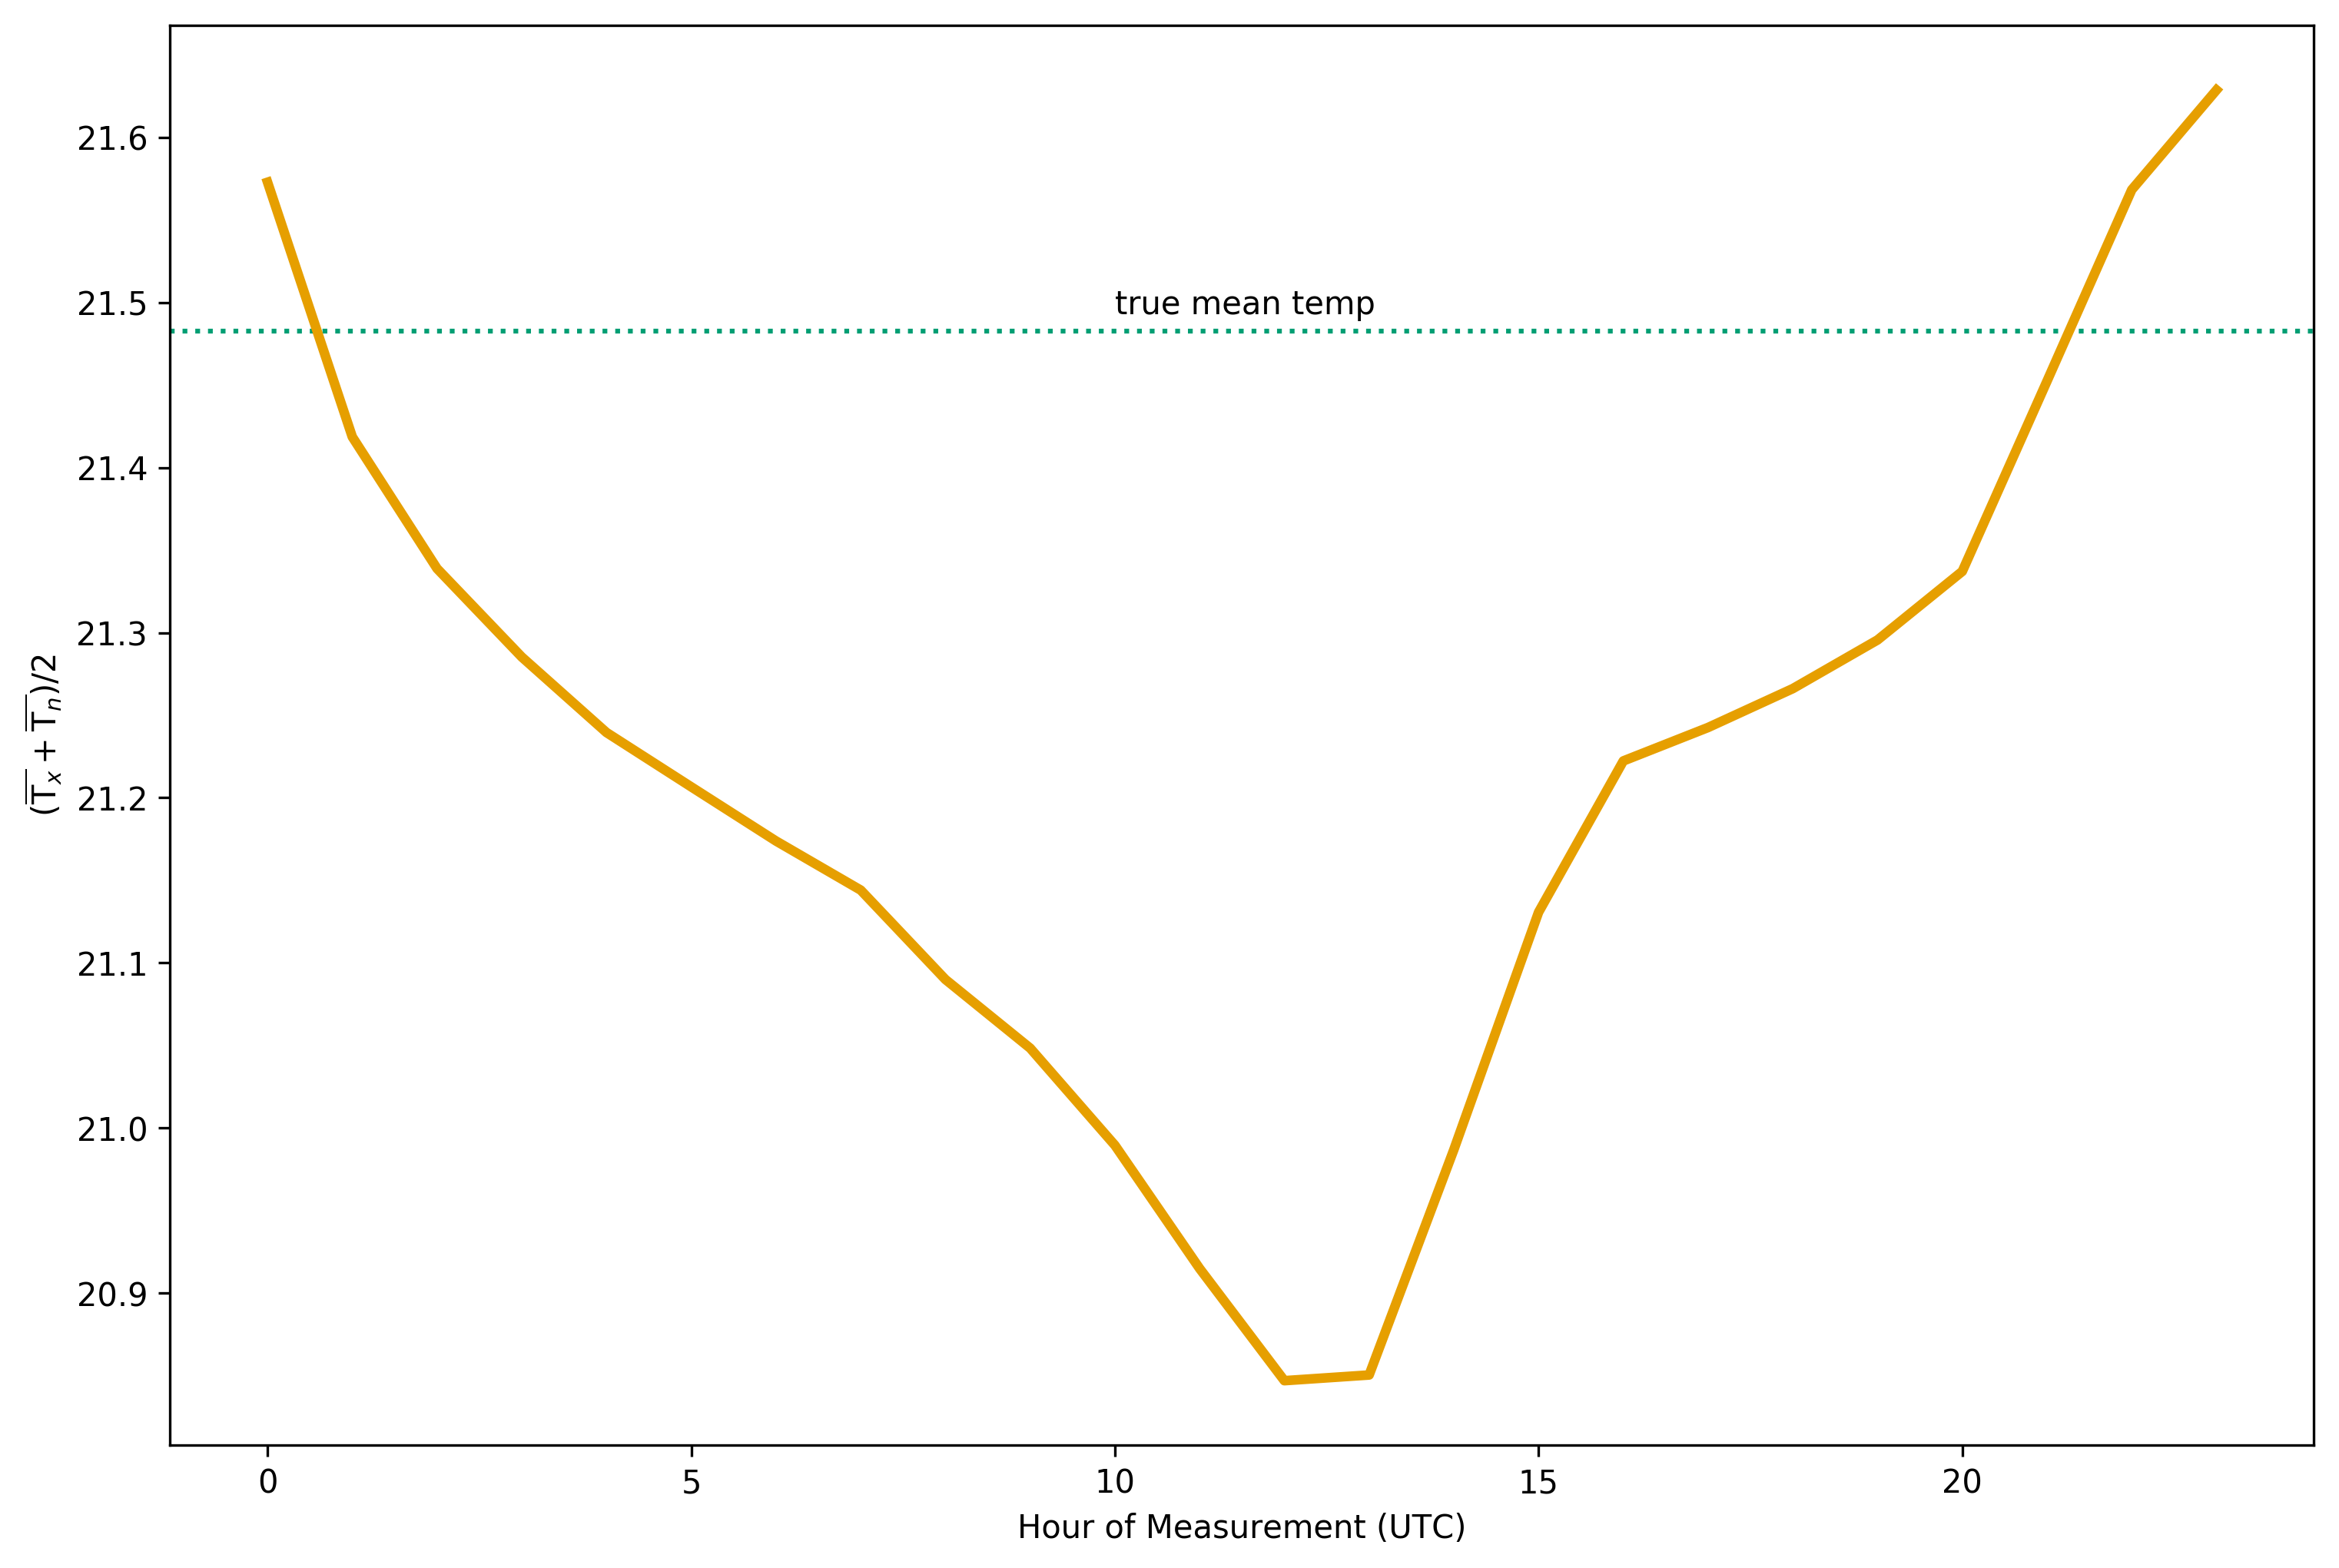 21.6
21.5
21.4
21.3
21.2
21.1
21.0
20.9
true mean temp
(T̅ₓ + T̅ₙ)/2
0 5 10 15 20
Hour of Measurement (UTC)